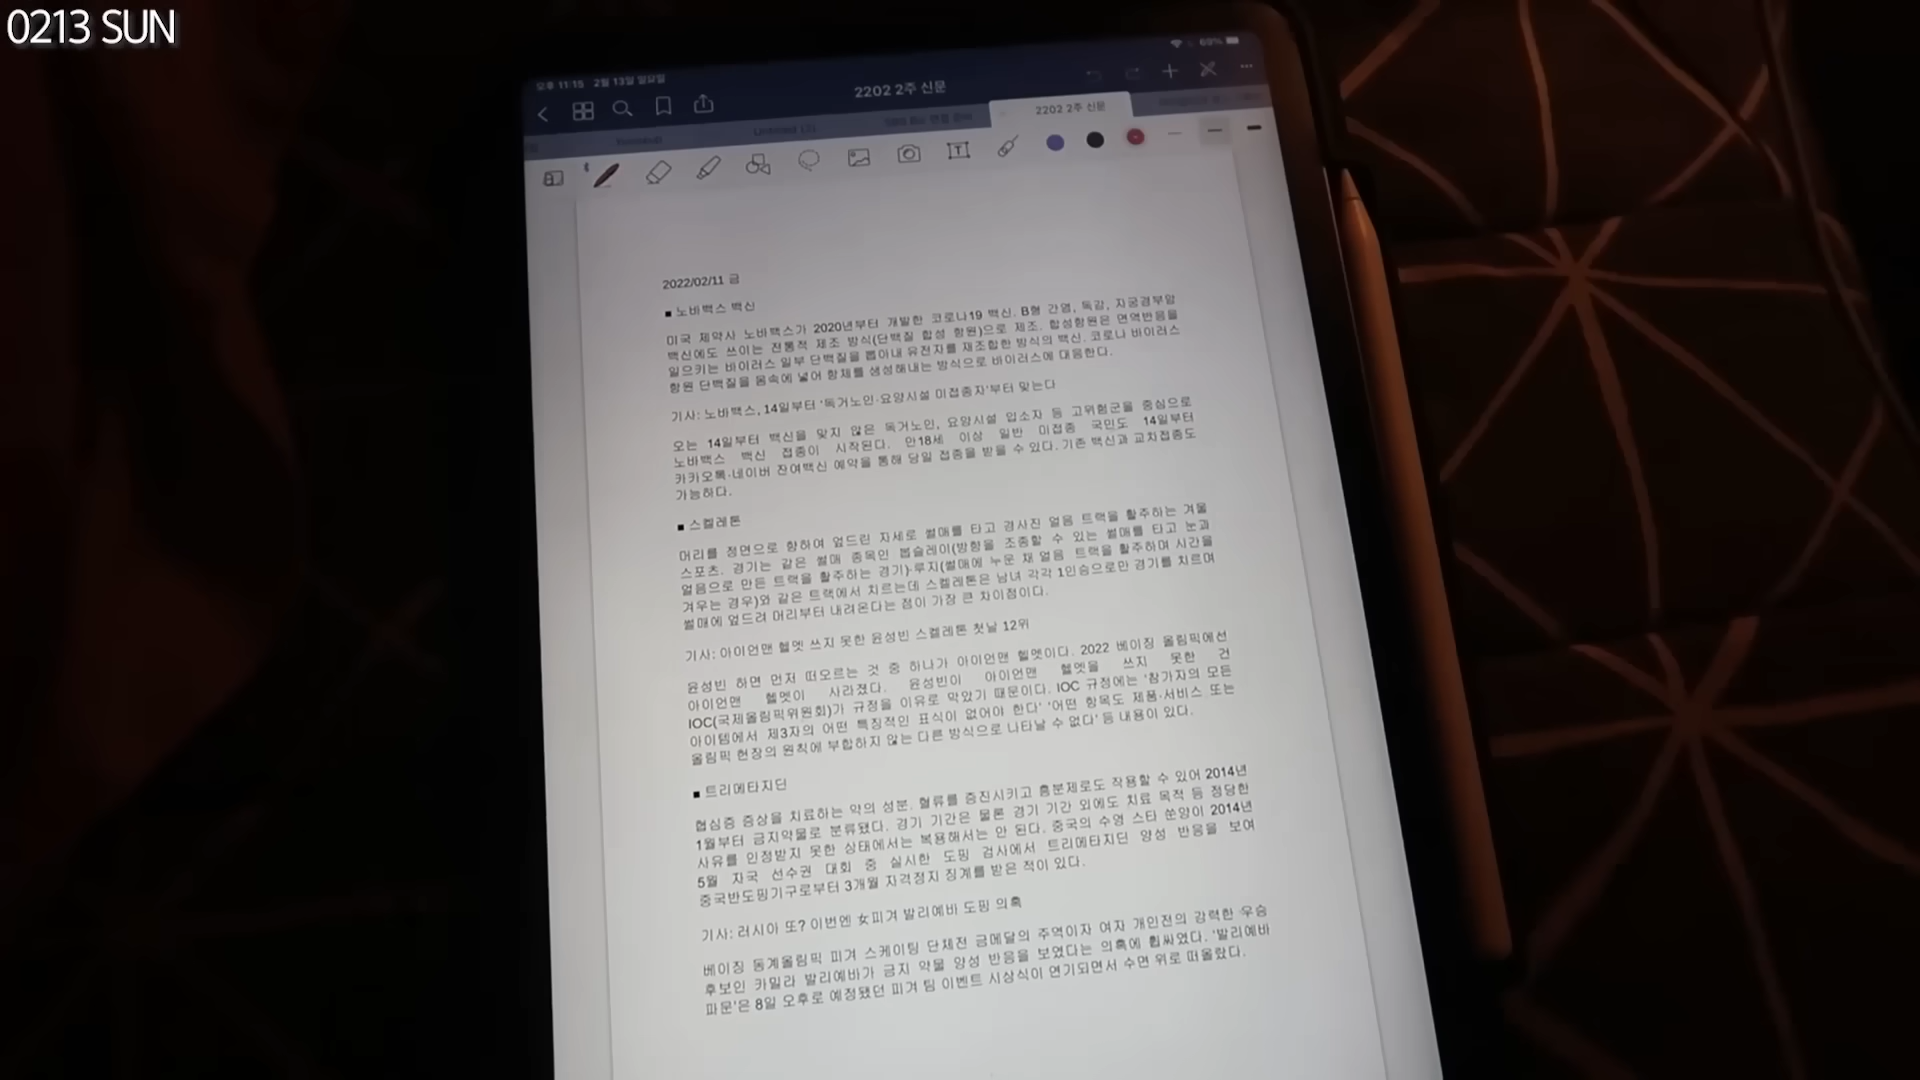 0213 SUN
오후 11:15 2월 13일 일요일
69%
2202 2주 신문
Untitled (3)
2202 2주 신문
2022/02/11 금
■ 노바백스 백신
미국 제약사 노바백스가 2020년부터 개발한 코로나19 백신. B형 간염, 독감, 자궁경부암
백신에도 쓰이는 전통적 제조 방식(단백질 합성 항원)으로 제조. 합성항원은 면역반응을
일으키는 바이러스 일부 단백질을 뽑아내 유전자를 재조합한 방식의 백신. 코로나 바이러스
항원 단백질을 몸속에 넣어 항체를 생성해내는 방식으로 바이러스에 대응한다.
기사: 노바백스, 14일부터 '독거노인·요양시설 미접종자'부터 맞는다
오는 14일부터 백신을 맞지 않은 독거노인, 요양시설 입소자 등 고위험군을 중심으로
노바백스 백신 접종이 시작된다. 만18세 이상 일반 미접종 국민도 14일부터
카카오톡·네이버 잔여백신 예약을 통해 당일 접종을 받을 수 있다. 기존 백신과 교차접종도
가능하다.
■ 스켈레톤
머리를 정면으로 향하여 엎드린 자세로 썰매를 타고 경사진 얼음 트랙을 활주하는 겨울
스포츠. 경기는 같은 썰매 종목인 봅슬레이(방향을 조종할 수 있는 썰매를 타고 눈과
얼음으로 만든 트랙을 활주하는 경기)·루지(썰매에 누운 채 얼음 트랙을 활주하며 시간을
겨우는 경우)와 같은 트랙에서 치르는데 스켈레톤은 남녀 각각 1인승으로만 경기를 치르며
썰매에 엎드려 머리부터 내려온다는 점이 가장 큰 차이점이다.
기사: 아이언맨 헬멧 쓰지 못한 윤성빈 스켈레톤 첫날 12위
윤성빈 하면 먼저 떠오르는 것 중 하나가 아이언맨 헬멧이다. 2022 베이징 올림픽에선
아이언맨 헬멧이 사라졌다. 윤성빈이 아이언맨 헬멧을 쓰지 못한 건
IOC(국제올림픽위원회)가 규정을 이유로 막았기 때문이다. IOC 규정에는 '참가자의 모든
아이템에서 제3자의 어떤 특징적인 표식이 없어야 한다' '어떤 항목도 제품·서비스 또는
올림픽 현장의 원칙에 부합하지 않는 다른 방식으로 나타날 수 없다' 등 내용이 있다.
■ 트리메타지딘
협심증 증상을 치료하는 약의 성분. 혈류를 증진시키고 흥분제로도 작용할 수 있어 2014년
1월부터 금지약물로 분류됐다. 경기 기간은 물론 경기 기간 외에도 치료 목적 등 정당한
사유를 인정받지 못한 상태에서는 복용해서는 안 된다. 중국의 수영 스타 쑨양이 2014년
5월 자국 선수권 대회 중 실시한 도핑 검사에서 트리메타지딘 양성 반응을 보여
중국반도핑기구로부터 3개월 자격정지 징계를 받은 적이 있다.
기사: 러시아 또? 이번엔 女피겨 발리예바 도핑 의혹
베이징 동계올림픽 피겨 스케이팅 단체전 금메달의 주역이자 여자 개인전의 강력한 우승
후보인 카밀라 발리예바가 금지 약물 양성 반응을 보였다는 의혹에 휩싸였다. '발리예바
파문'은 8일 오후로 예정됐던 피겨 팀 이벤트 시상식이 연기되면서 수면 위로 떠올랐다.